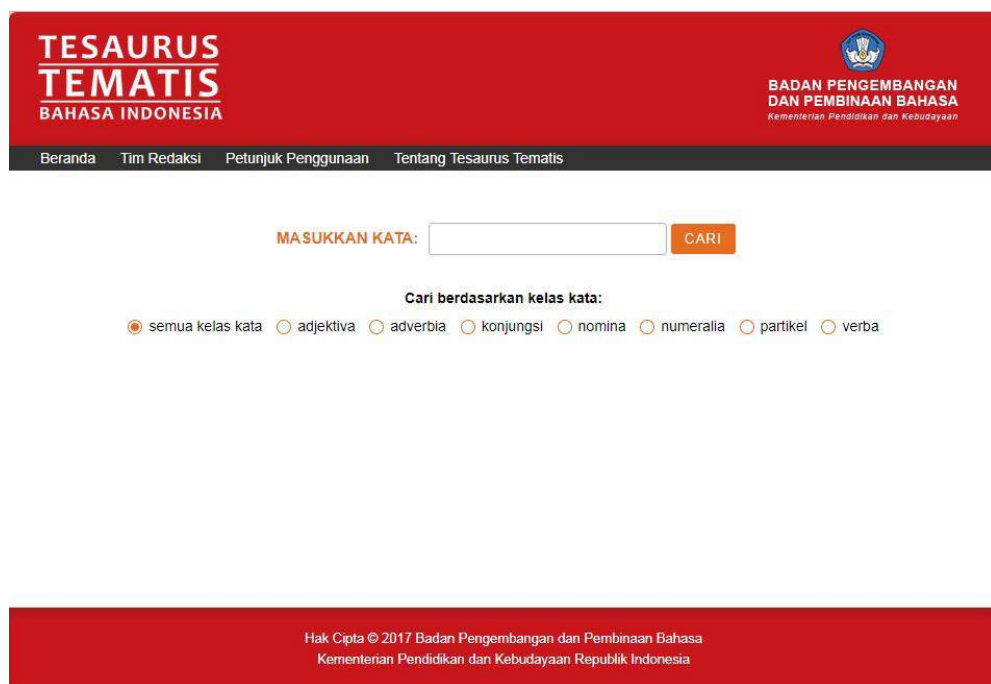 TESAURUS
TEMATIS
BAHASA INDONESIA
BADAN PENGEMBANGAN
DAN PEMBINAAN BAHASA
Kementerian Pendidikan dan Kebudayaan
Beranda Tim Redaksi Petunjuk Penggunaan Tentang Tesaurus Tematis
MASUKKAN KATA: CARI
Cari berdasarkan kelas kata:
semua kelas kata adjektiva adverbia konjungsi nomina numeralia partikel verba
Hak Cipta © 2017 Badan Pengembangan dan Pembinaan Bahasa
Kementerian Pendidikan dan Kebudayaan Republik Indonesia